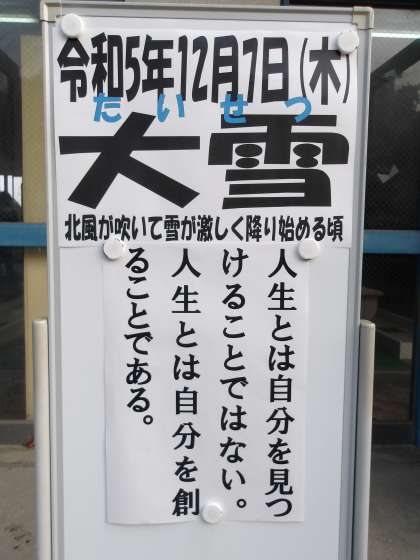 令和5年12月7日(木)
たいせつ
大雪
北風が吹いて雪が激しく降り始める頃
人生とは自分を見つ
けることではない。
人生とは自分を創
ることである。